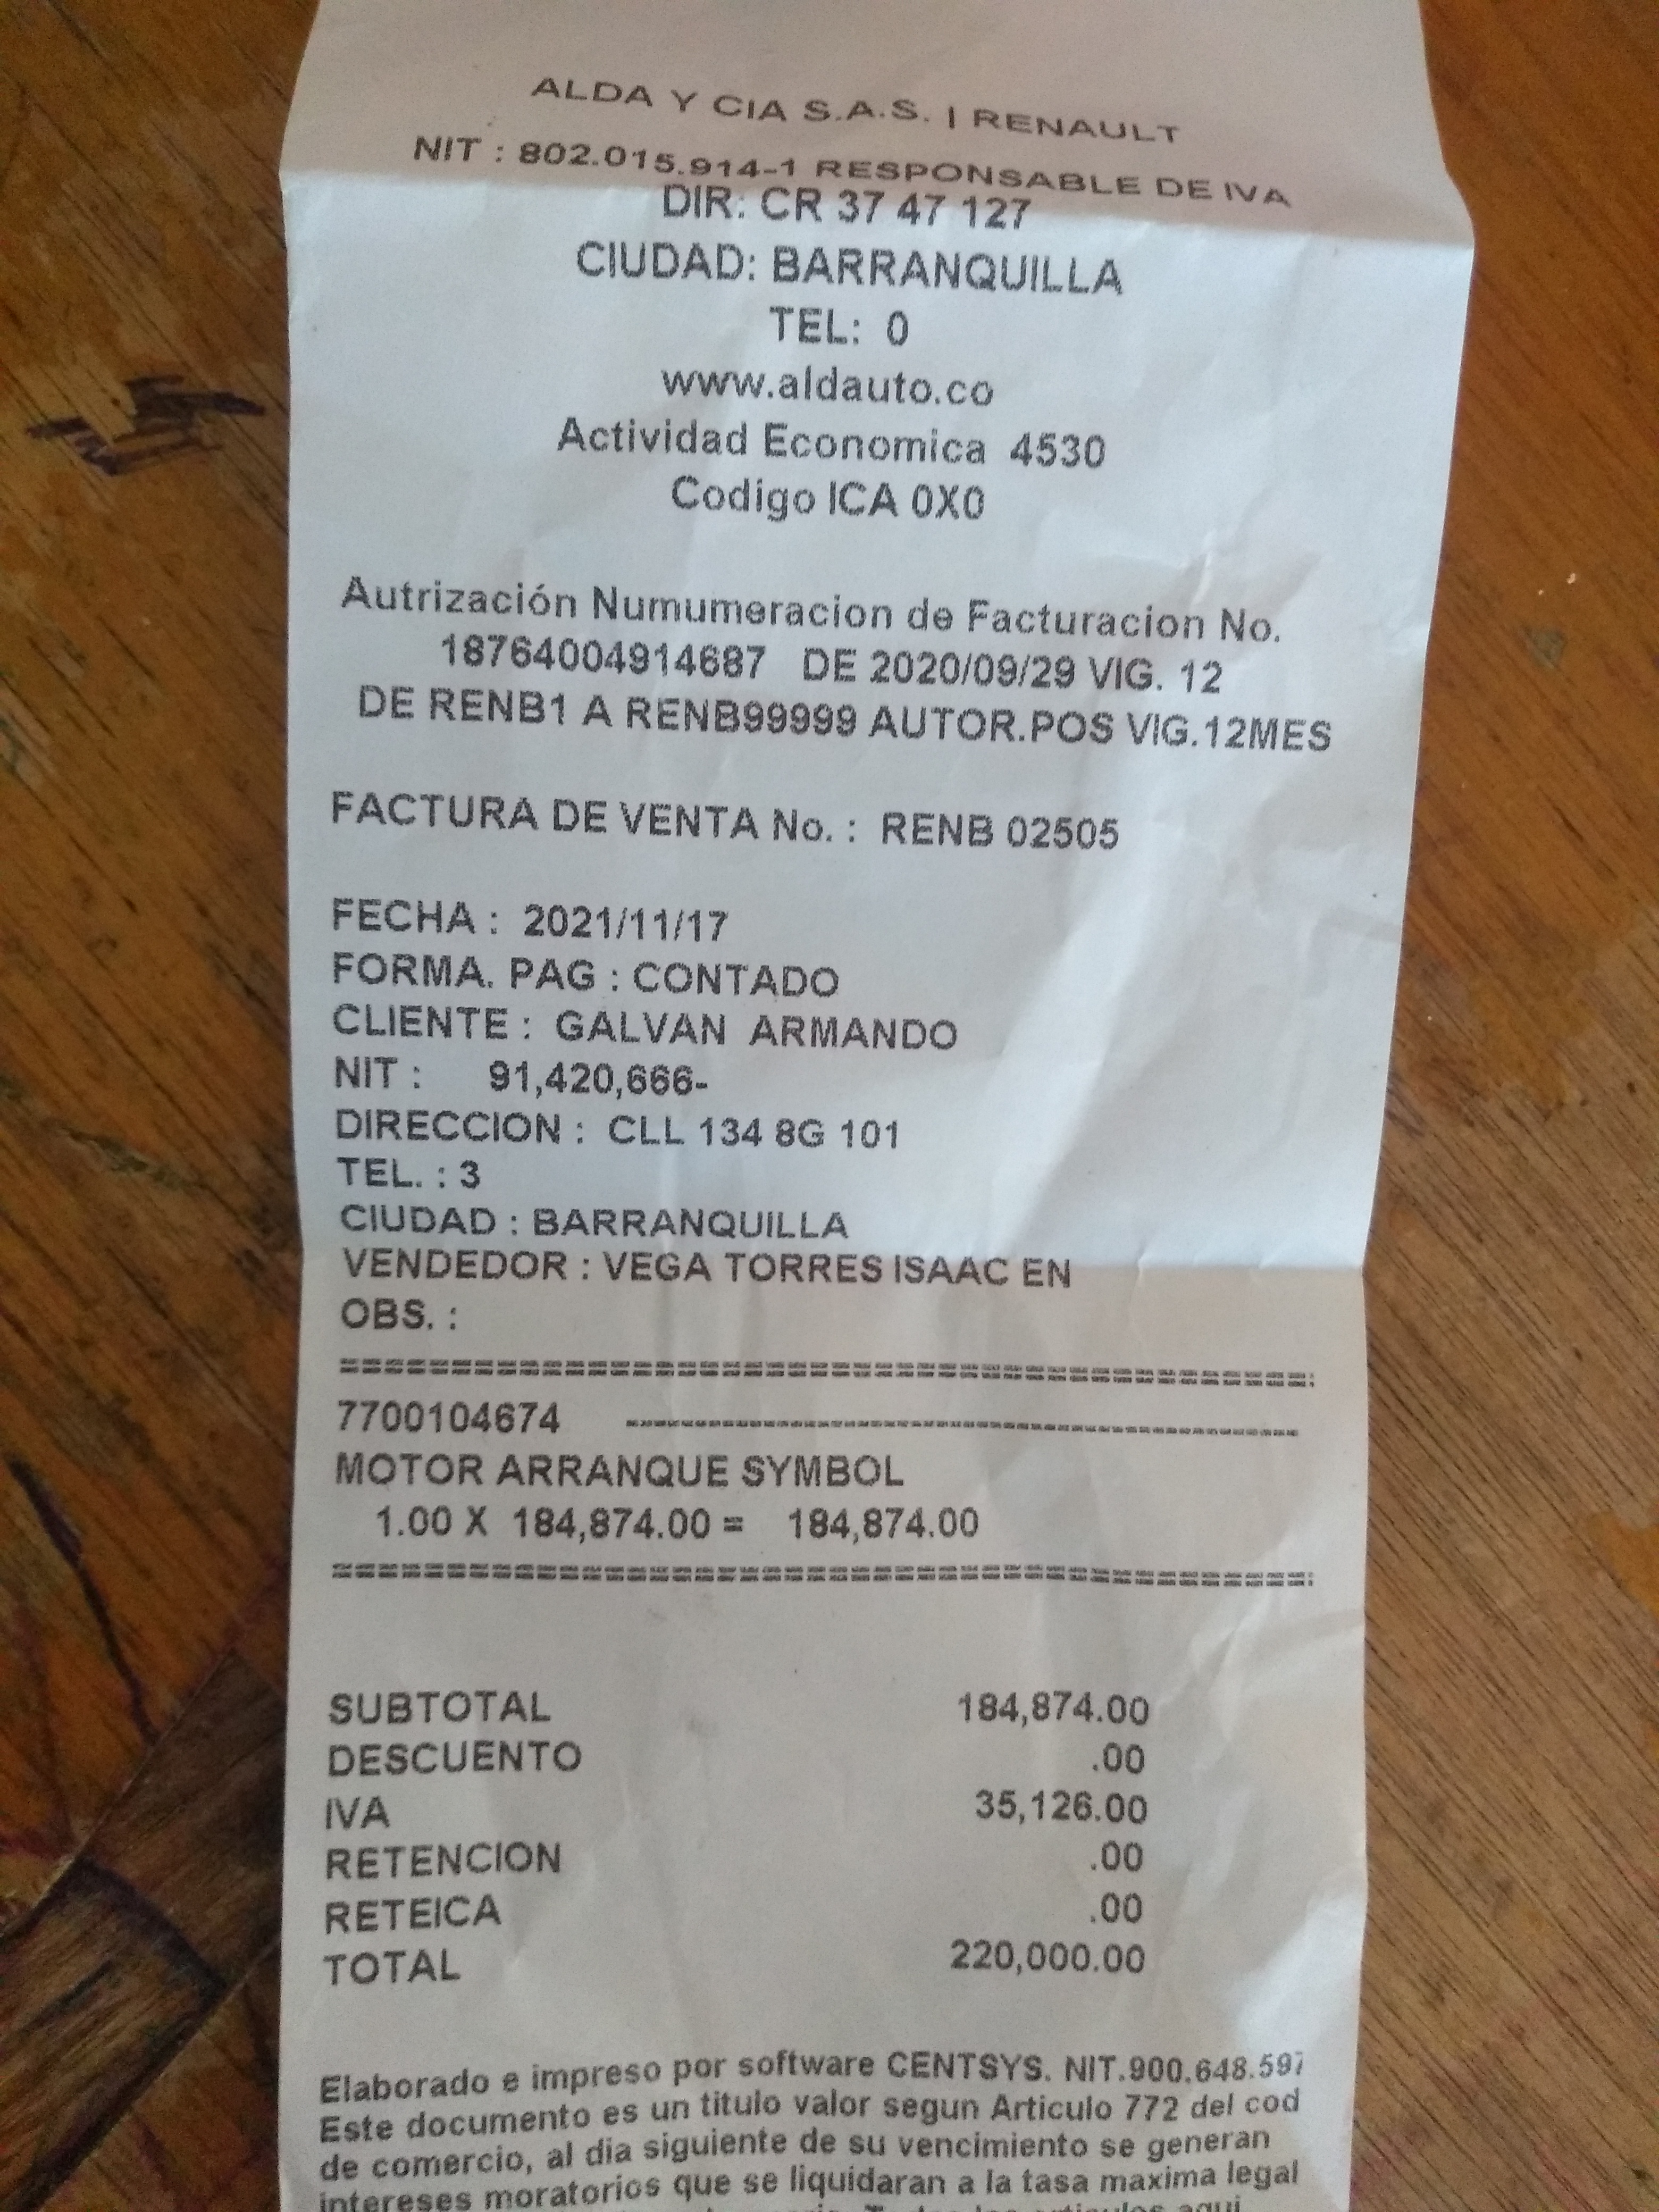 ALDA Y CIA S.A.S. | RENAULT
NIT : 802.015.914-1 RESPONSABLE DE IVA
DIR: CR 37 47 127
CIUDAD: BARRANQUILLA
TEL: 0
www.aldauto.co
Actividad Economica 4530
Codigo ICA 0X0
Autrización Numumeracion de Facturacion No.
18764004914687 DE 2020/09/29 VIG. 12
DE RENB1 A RENB99999 AUTOR.POS VIG.12MES
FACTURA DE VENTA No. : RENB 02505
FECHA : 2021/11/17
FORMA. PAG : CONTADO
CLIENTE : GALVAN ARMANDO
NIT : 91,420,666-
DIRECCION : CLL 134 8G 101
TEL. : 3
CIUDAD : BARRANQUILLA
VENDEDOR : VEGA TORRES ISAAC EN
OBS. :
7700104674
MOTOR ARRANQUE SYMBOL
1.00 X 184,874.00 = 184,874.00
SUBTOTAL 184,874.00
DESCUENTO .00
IVA 35,126.00
RETENCION .00
RETEICA .00
TOTAL 220,000.00
Elaborado e impreso por software CENTSYS. NIT.900.648.597
Este documento es un titulo valor segun Articulo 772 del cod
de comercio, al dia siguiente de su vencimiento se generan
intereses moratorios que se liquidaran a la tasa maxima legal